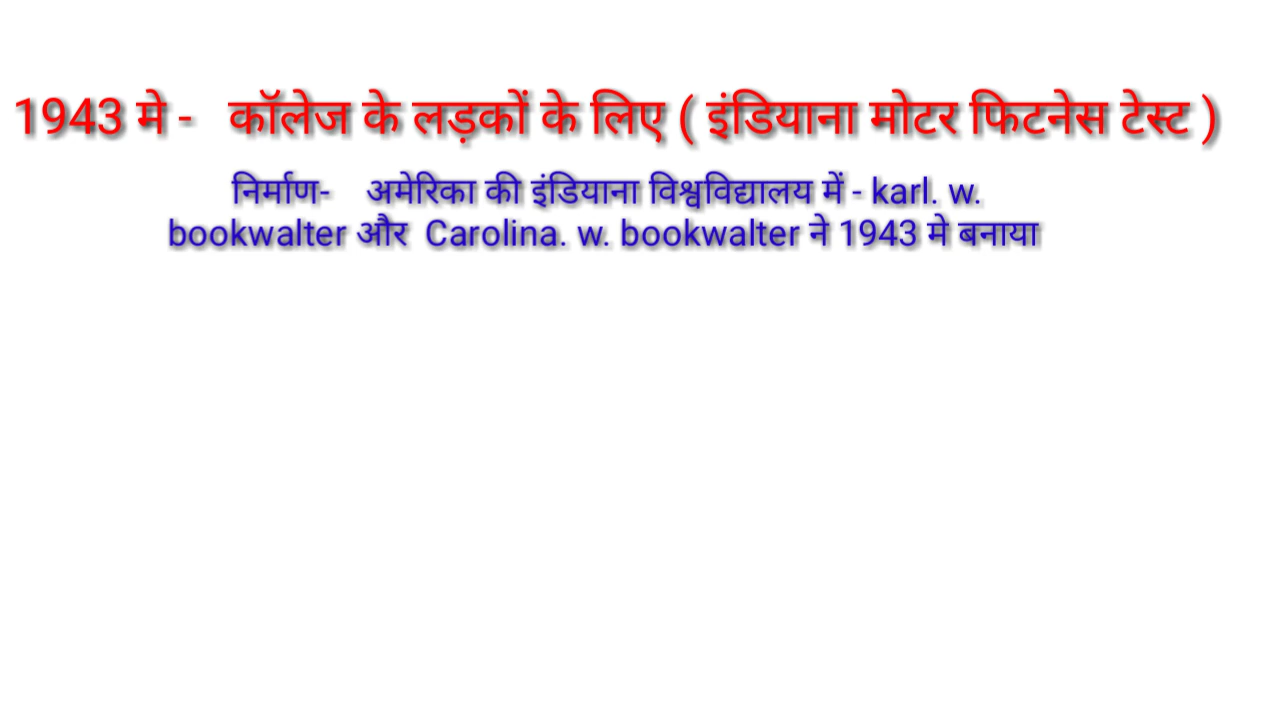 1943 मे - कॉलेज के लड़कों के लिए ( इंडियाना मोटर फिटनेस टेस्ट )
निर्माण- अमेरिका की इंडियाना विश्वविद्यालय में - karl. w.
bookwalter और Carolina. w. bookwalter ने 1943 मे बनाया